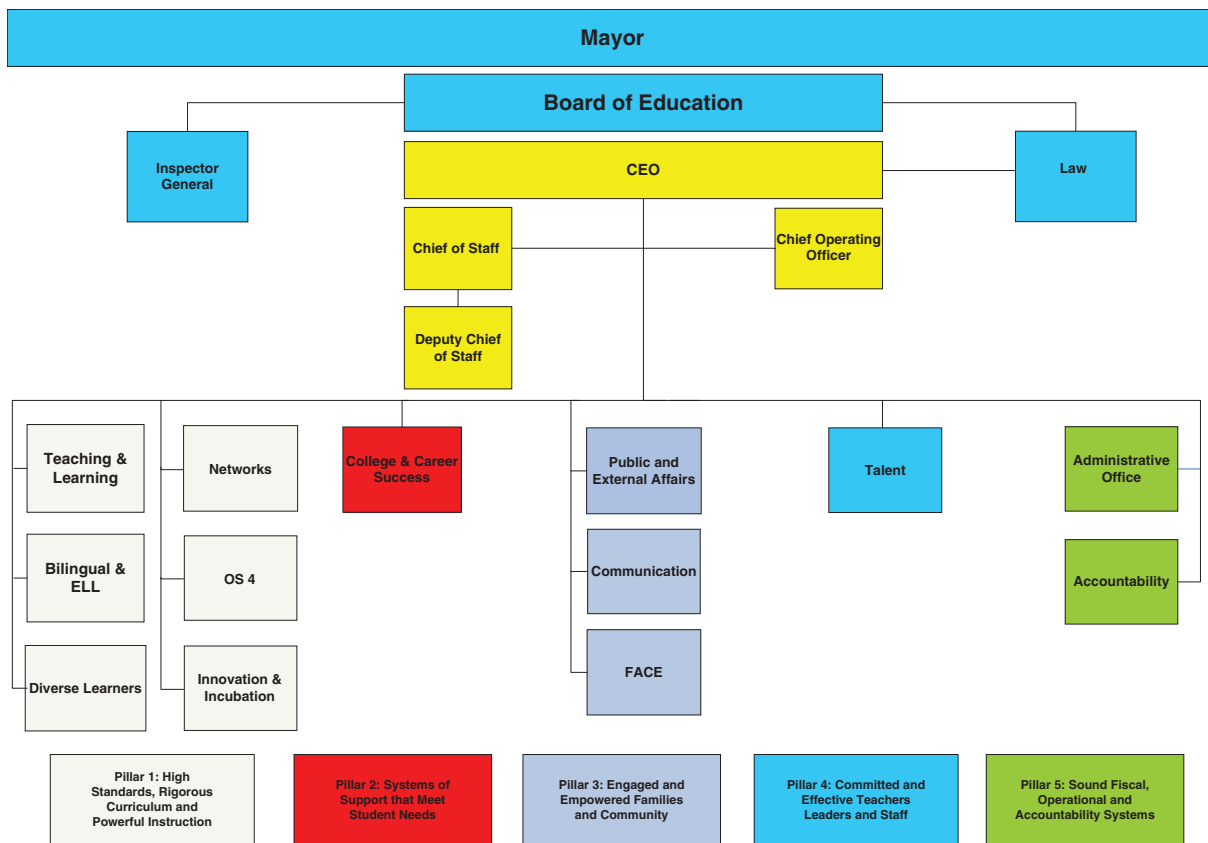 Mayor
Board of Education
Inspector
General
CEO
Law
Chief of Staff
Chief Operating
Officer
Deputy Chief
of Staff
Teaching &
Learning
Networks
College & Career
Success
Public and
External Affairs
Talent
Administrative
Office
Bilingual &
ELL
OS 4
Communication
Accountability
Diverse Learners
Innovation &
Incubation
FACE
Pillar 1: High
Standards, Rigorous
Curriculum and
Powerful Instruction
Pillar 2: Systems of
Support that Meet
Student Needs
Pillar 3: Engaged and
Empowered Families
and Community
Pillar 4: Committed and
Effective Teachers
Leaders and Staff
Pillar 5: Sound Fiscal,
Operational and
Accountability Systems